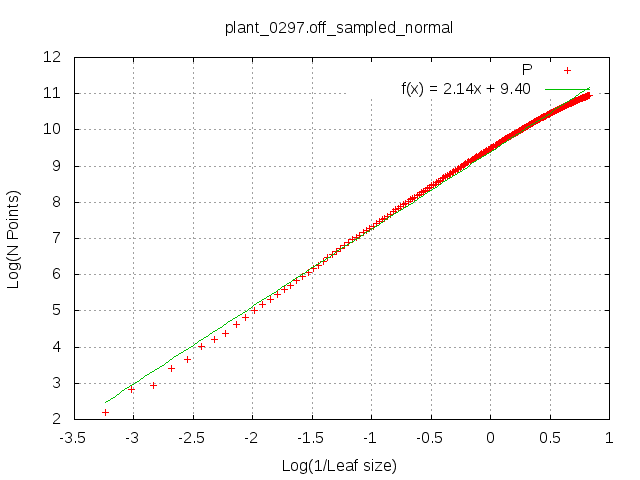 plant_0297.off_sampled_normal
P
f(x) = 2.14x + 9.40
Log(N Points)
12
11
10
9
8
7
6
5
4
3
2
-3.5 -3 -2.5 -2 -1.5 -1 -0.5 0 0.5 1
Log(1/Leaf size)